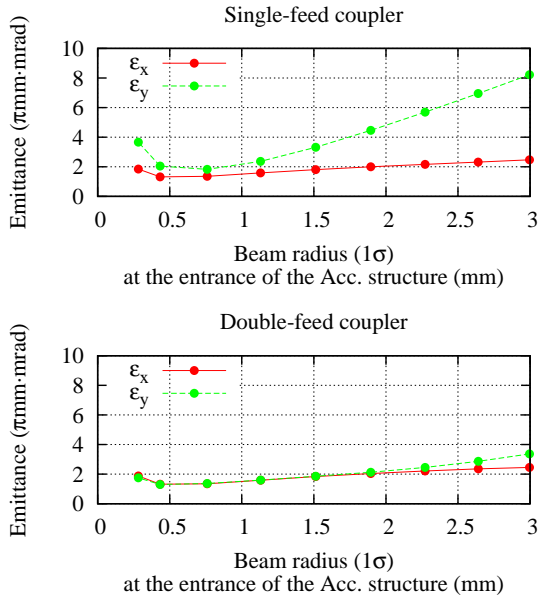 Single-feed coupler
10
8
6
4
2
0
εx
εy
Emittance (πmm·mrad)
0 0.5 1 1.5 2 2.5 3
Beam radius (1σ)
at the entrance of the Acc. structure (mm)
Double-feed coupler
10
8
6
4
2
0
εx
εy
Emittance (πmm·mrad)
0 0.5 1 1.5 2 2.5 3
Beam radius (1σ)
at the entrance of the Acc. structure (mm)